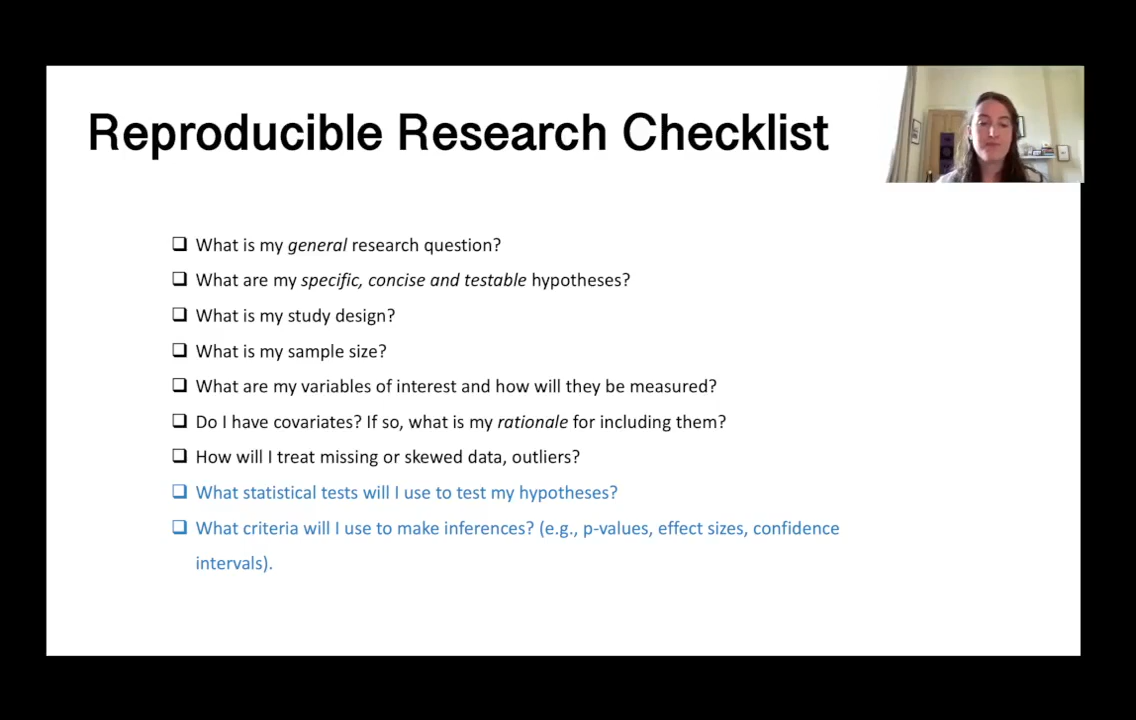 Reproducible Research Checklist
What is my general research question?
What are my specific, concise and testable hypotheses?
What is my study design?
What is my sample size?
What are my variables of interest and how will they be measured?
Do I have covariates? If so, what is my rationale for including them?
How will I treat missing or skewed data, outliers?
What statistical tests will I use to test my hypotheses?
What criteria will I use to make inferences? (e.g., p-values, effect sizes, confidence
intervals).